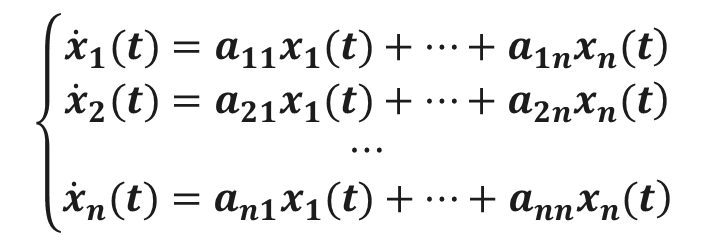 ẋ₁(t) = a₁₁x₁(t) + ⋯ + a₁ₙxₙ(t)
ẋ₂(t) = a₂₁x₁(t) + ⋯ + a₂ₙxₙ(t)
⋯
ẋₙ(t) = aₙ₁x₁(t) + ⋯ + aₙₙxₙ(t)